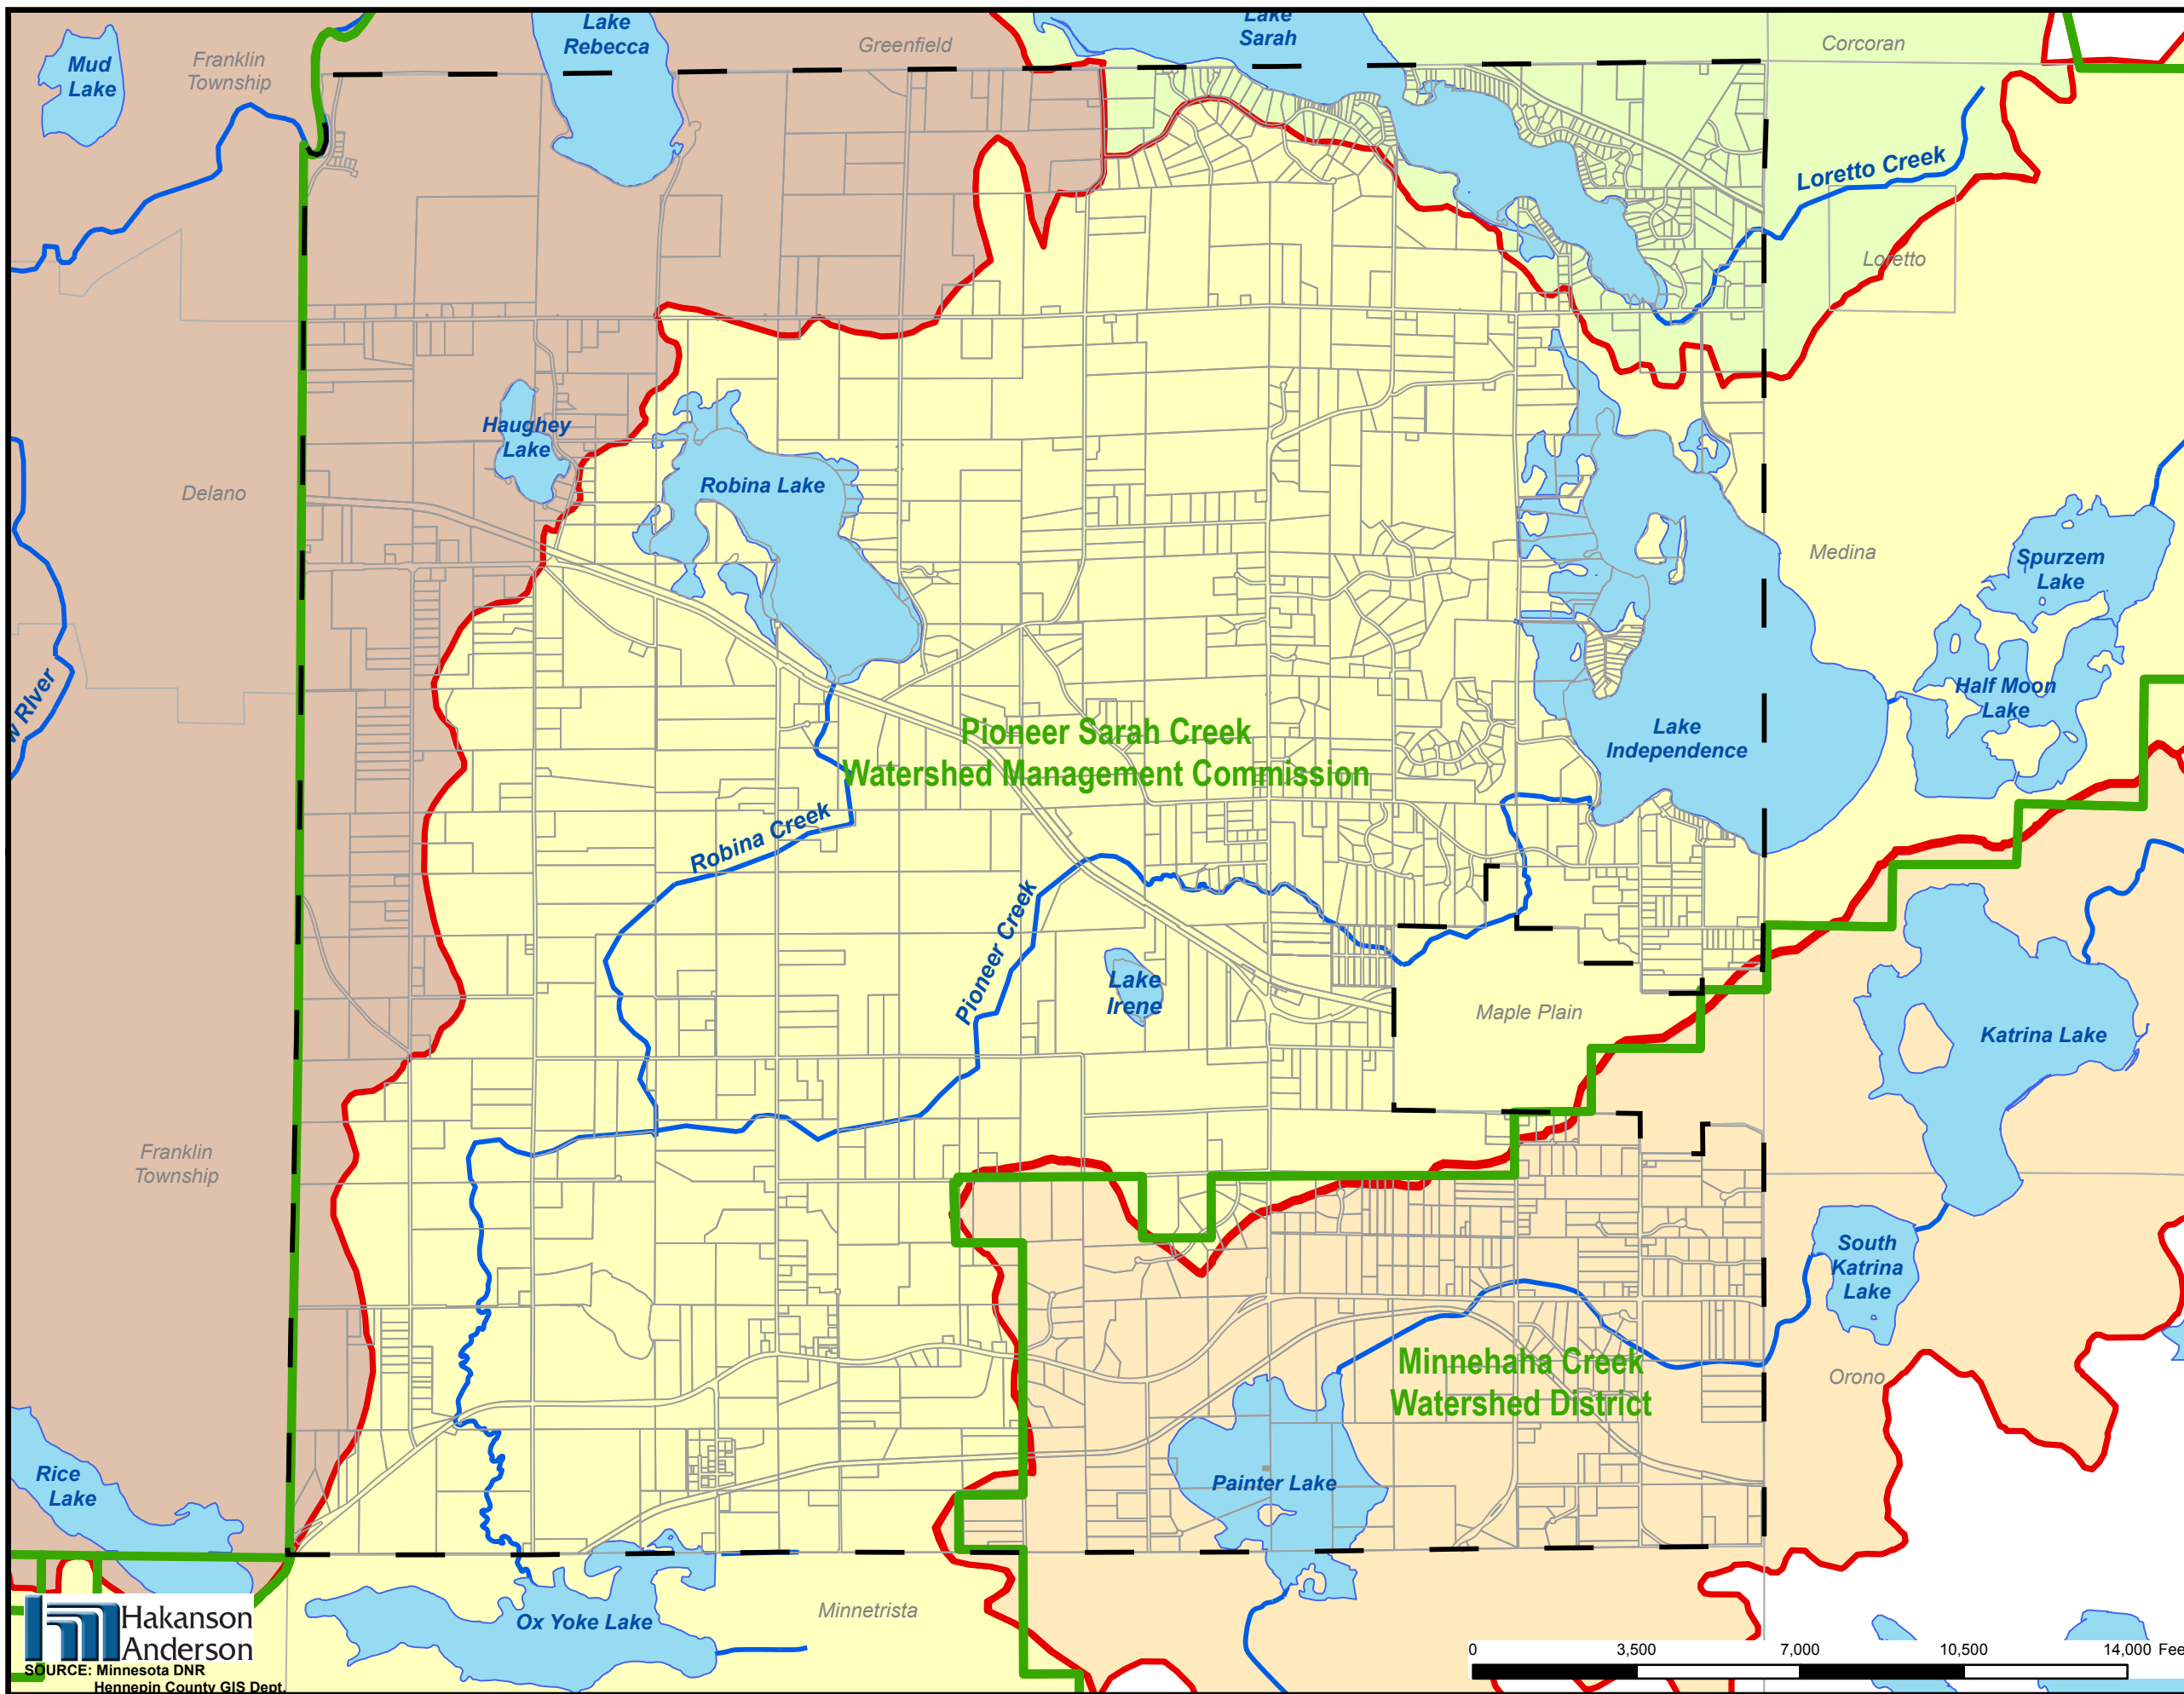 Lake
Rebecca
Lake
Sarah
Greenfield
Corcoran
Franklin
Township
Mud
Lake
Loretto Creek
Loretto
Haughey
Lake
Robina Lake
Delano
Medina
Spurzem
Lake
Half Moon
Lake
w RIver
Pioneer Sarah Creek
Watershed Management Commission
Lake
Independence
Robina Creek
Pioneer Creek
Lake
Irene
Maple Plain
Katrina Lake
Franklin
Township
South
Katrina
Lake
Minnehaha Creek
Watershed District
Orono
Rice
Lake
Painter Lake
Ox Yoke Lake
Minnetrista
Hakanson
Anderson
SOURCE: Minnesota DNR
Hennepin County GIS Dept.
0 3,500 7,000 10,500 14,000 Fee